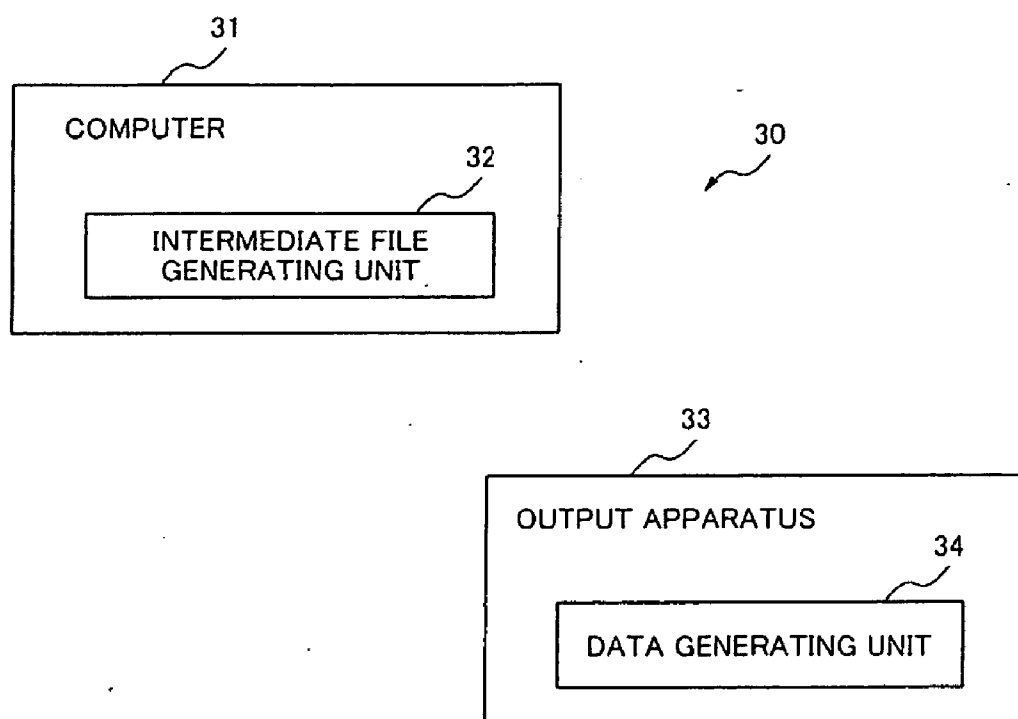 31
COMPUTER
30
32
INTERMEDIATE FILE
GENERATING UNIT
33
OUTPUT APPARATUS
34
DATA GENERATING UNIT